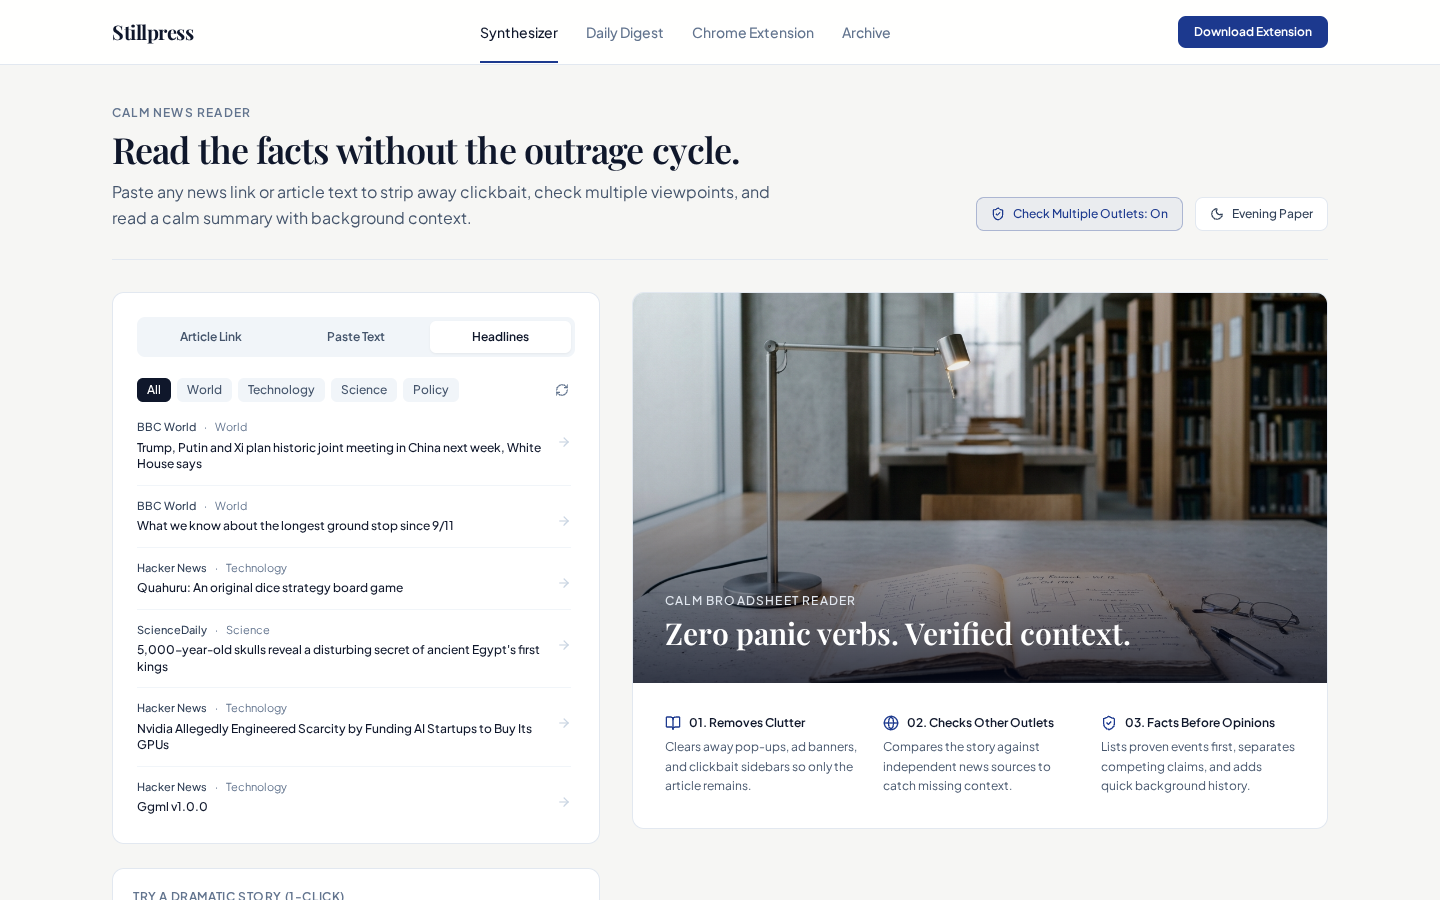 Stillpress
Synthesizer
Daily Digest
Chrome Extension
Archive
Download Extension
CALM NEWS READER
Read the facts without the outrage cycle.
Paste any news link or article text to strip away clickbait, check multiple viewpoints, and
read a calm summary with background context.
Check Multiple Outlets: On
Evening Paper
Article Link
Paste Text
Headlines
All
World
Technology
Science
Policy
BBC World · World
Trump, Putin and Xi plan historic joint meeting in China next week, White
House says
BBC World · World
What we know about the longest ground stop since 9/11
Hacker News · Technology
Quahuru: An original dice strategy board game
ScienceDaily · Science
5,000-year-old skulls reveal a disturbing secret of ancient Egypt's first
kings
Hacker News · Technology
Nvidia Allegedly Engineered Scarcity by Funding AI Startups to Buy Its
GPUs
Hacker News · Technology
Ggml v1.0.0
TRY A DRAMATIC STORY (1-CLICK)
CALM BROADSHEET READER
Zero panic verbs. Verified context.
01. Removes Clutter
Clears away pop-ups, ad banners,
and clickbait sidebars so only the
article remains.
02. Checks Other Outlets
Compares the story against
independent news sources to
catch missing context.
03. Facts Before Opinions
Lists proven events first, separates
competing claims, and adds
quick background history.